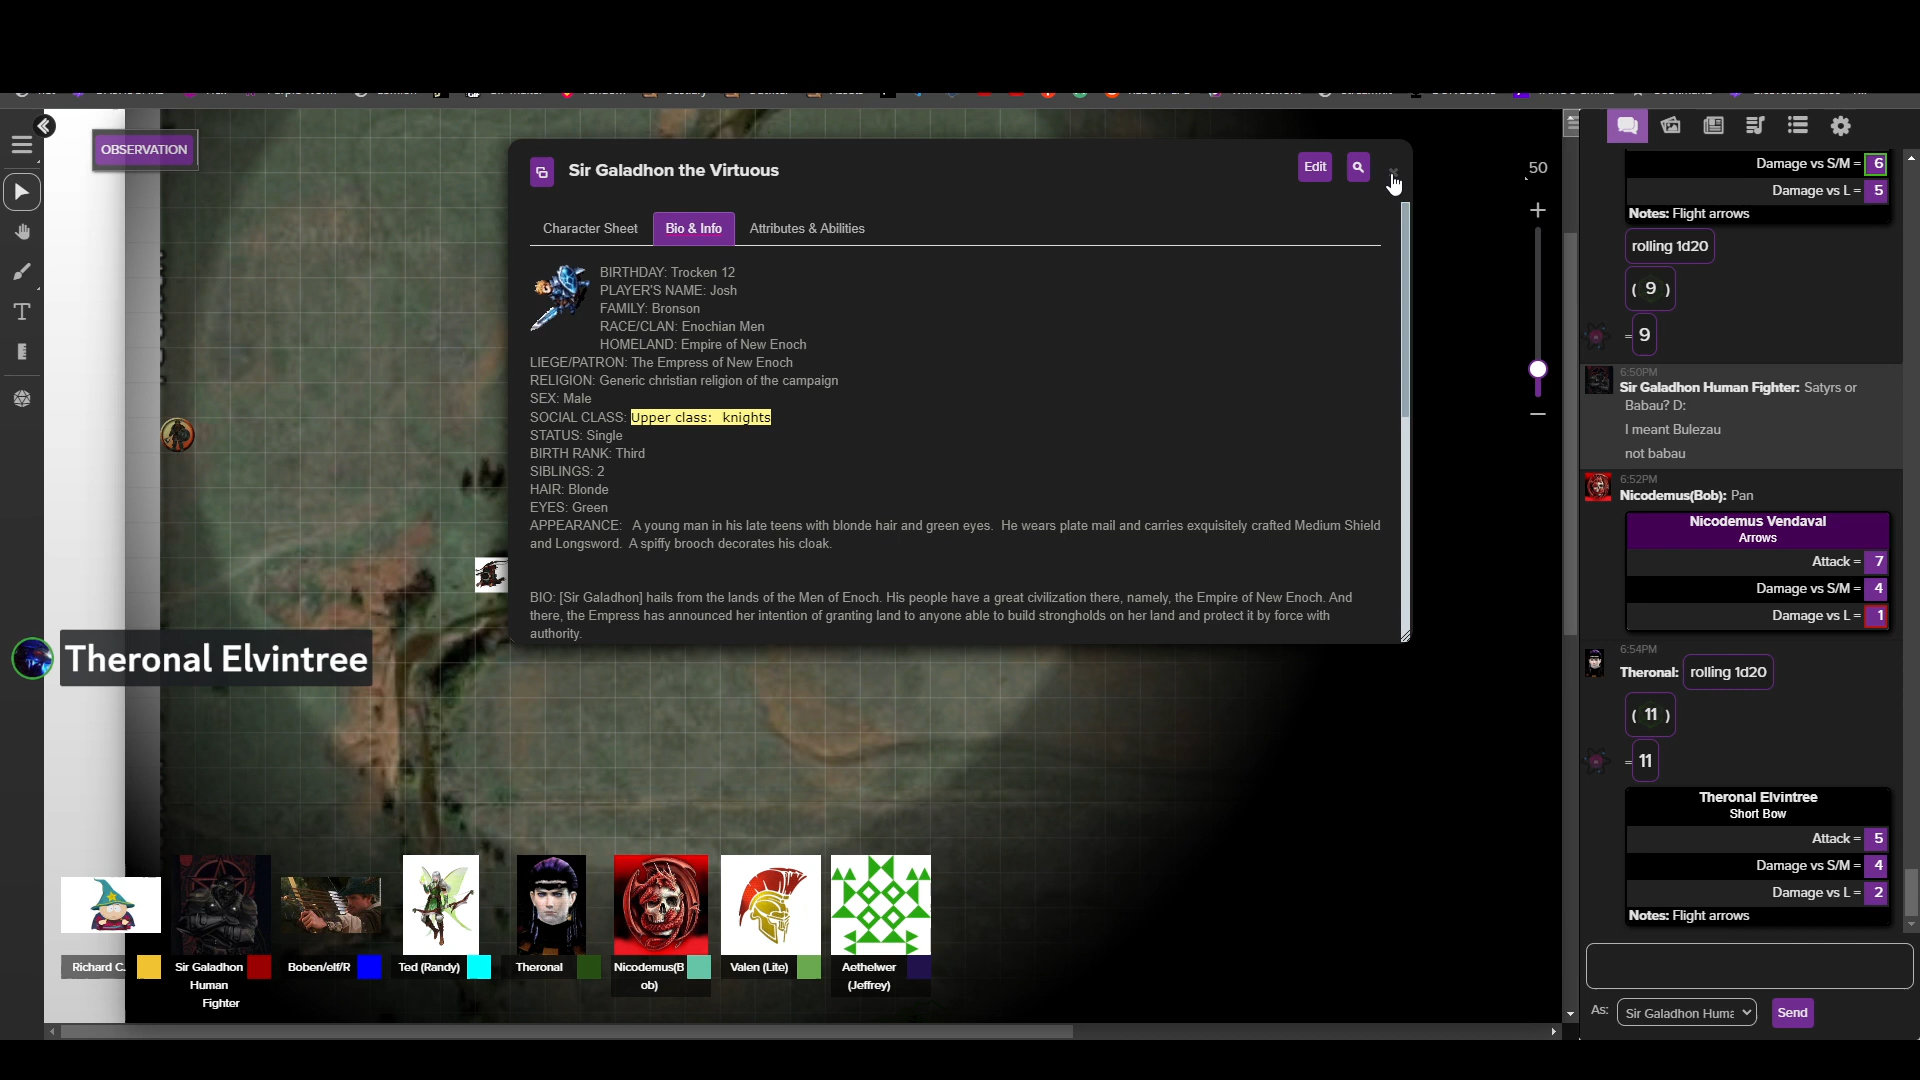 OBSERVATION
Sir Galadhon the Virtuous
Edit
Character Sheet
Bio & Info
Attributes & Abilities
BIRTHDAY: Trocken 12
PLAYER'S NAME: Josh
FAMILY: Bronson
RACE/CLAN: Enochian Men
HOMELAND: Empire of New Enoch
LIEGE/PATRON: The Empress of New Enoch
RELIGION: Generic christian religion of the campaign
SEX: Male
SOCIAL CLASS: Upper class: knights
STATUS: Single
BIRTH RANK: Third
SIBLINGS: 2
HAIR: Blonde
EYES: Green
APPEARANCE: A young man in his late teens with blonde hair and green eyes. He wears plate mail and carries exquisitely crafted Medium Shield
and Longsword. A spiffy brooch decorates his cloak.
BIO: [Sir Galadhon] hails from the lands of the Men of Enoch. His people have a great civilization there, namely, the Empire of New Enoch. And
there, the Empress has announced her intention of granting land to anyone able to build strongholds on her land and protect it by force with
authority.
50
Theronal Elvintree
Richard C.
Sir Galadhon
Human
Fighter
Boben/elf/R
Ted (Randy)
Theronal
Nicodemus(B
ob)
Valen (Lite)
Aethelwer
(Jeffrey)
Damage vs S/M = 6
Damage vs L = 5
Notes: Flight arrows
rolling 1d20
( 9 )
=9
6:50PM
Sir Galadhon Human Fighter: Satyrs or
Babau? D:
I meant Bulezau
not babau
6:52PM
Nicodemus(Bob): Pan
Nicodemus Vendaval
Arrows
Attack = 7
Damage vs S/M = 4
Damage vs L = 1
6:54PM
Theronal: rolling 1d20
( 11 )
=11
Theronal Elvintree
Short Bow
Attack = 5
Damage vs S/M = 4
Damage vs L = 2
Notes: Flight arrows
As: Sir Galadhon Huma
Send